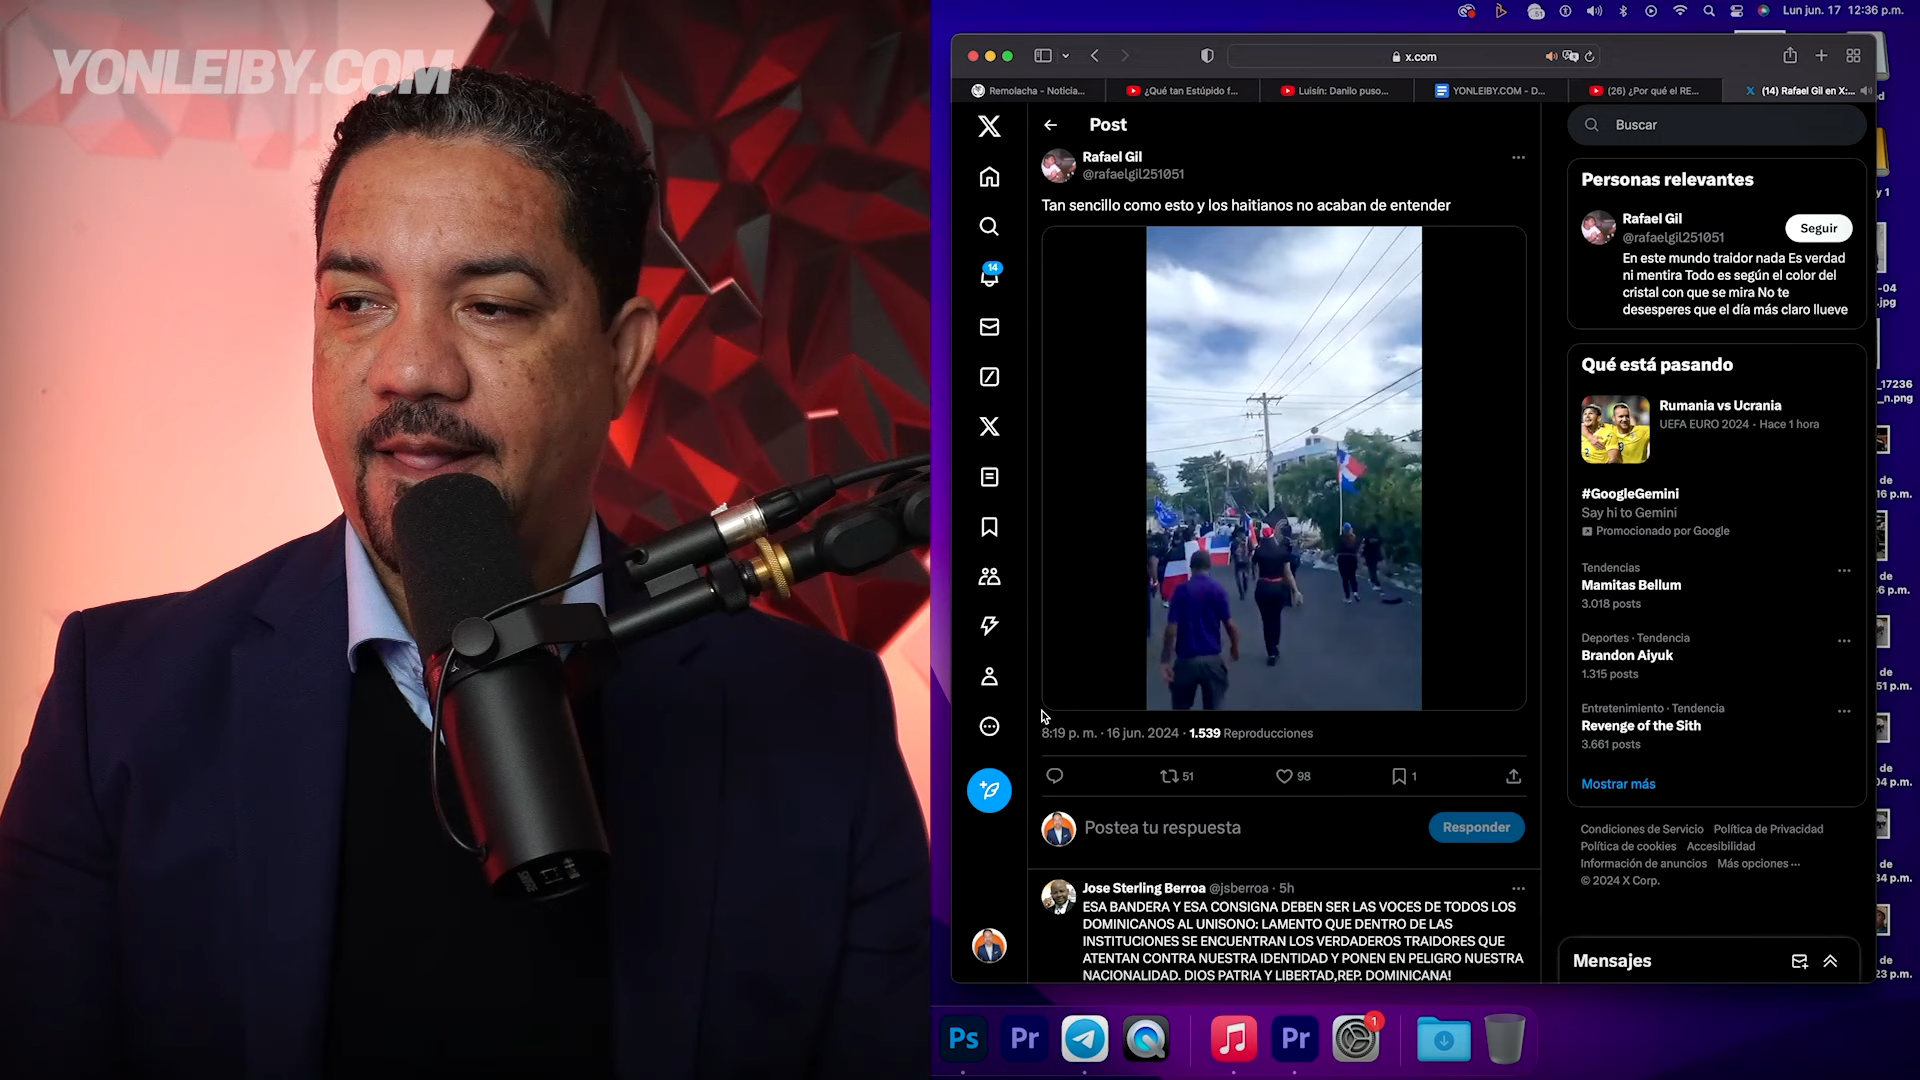 YONLEIBY.COM
Lun jun. 17 12:36 p.m.
x.com
Remolacha - Noticia...
¿Qué tan Estúpido f...
Luisín: Danilo puso...
YONLEIBY.COM - D...
(26) ¿Por qué el RE...
(14) Rafael Gil en X:...
Post
Rafael Gil
@rafaelgil251051
Tan sencillo como esto y los haitianos no acaban de entender
14
8:19 p. m. · 16 jun. 2024 · 1.539 Reproducciones
51
98
1
Postea tu respuesta
Responder
Jose Sterling Berroa @jsberroa · 5h
ESA BANDERA Y ESA CONSIGNA DEBEN SER LAS VOCES DE TODOS LOS
DOMINICANOS AL UNISONO: LAMENTO QUE DENTRO DE LAS
INSTITUCIONES SE ENCUENTRAN LOS VERDADEROS TRAIDORES QUE
ATENTAN CONTRA NUESTRA IDENTIDAD Y PONEN EN PELIGRO NUESTRA
NACIONALIDAD. DIOS PATRIA Y LIBERTAD,REP. DOMINICANA!
Buscar
Personas relevantes
Rafael Gil
@rafaelgil251051
Seguir
En este mundo traidor nada Es verdad
ni mentira Todo es según el color del
cristal con que se mira No te
desesperes que el día más claro llueve
Qué está pasando
Rumania vs Ucrania
UEFA EURO 2024 · Hace 1 hora
#GoogleGemini
Say hi to Gemini
Promocionado por Google
Tendencias
Mamitas Bellum
3.018 posts
Deportes · Tendencia
Brandon Aiyuk
1.315 posts
Entretenimiento · Tendencia
Revenge of the Sith
3.661 posts
Mostrar más
Condiciones de Servicio Política de Privacidad
Política de cookies Accesibilidad
Información de anuncios Más opciones ···
© 2024 X Corp.
Mensajes
Ps
Pr
Pr
1